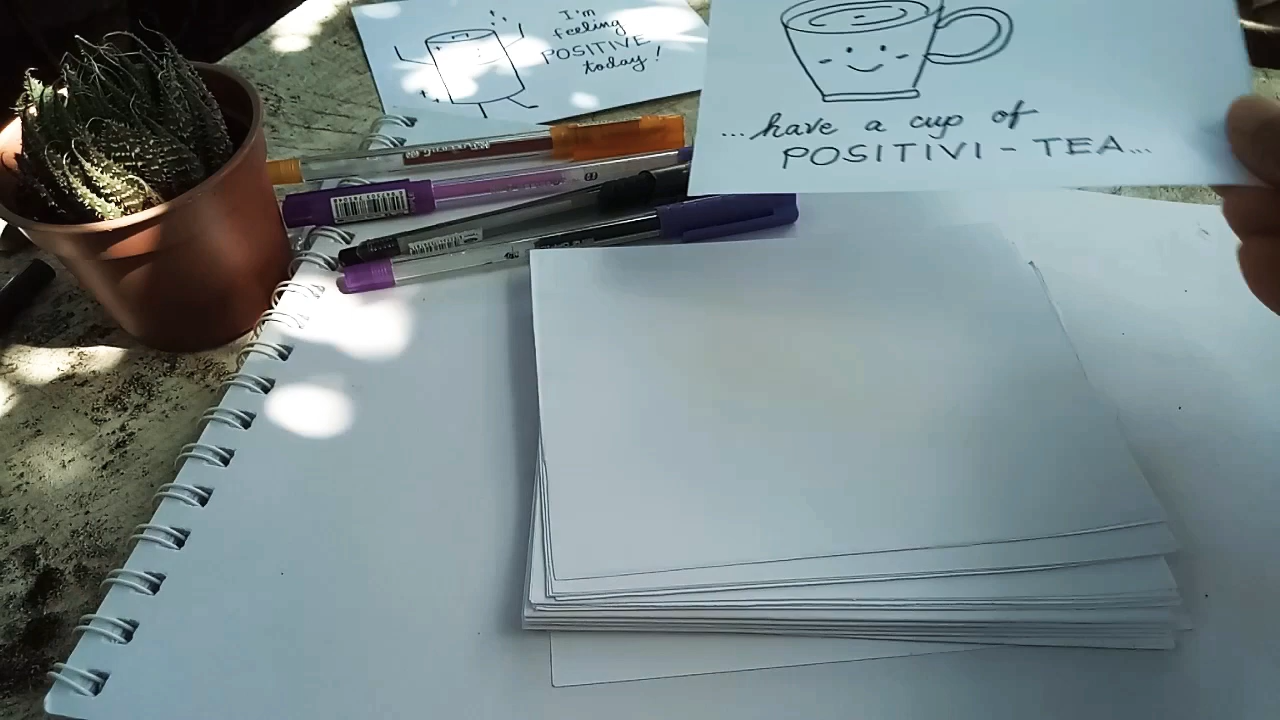 I'm
feeling
POSITIVE
today!
...have a cup of
POSITIVI - TEA...